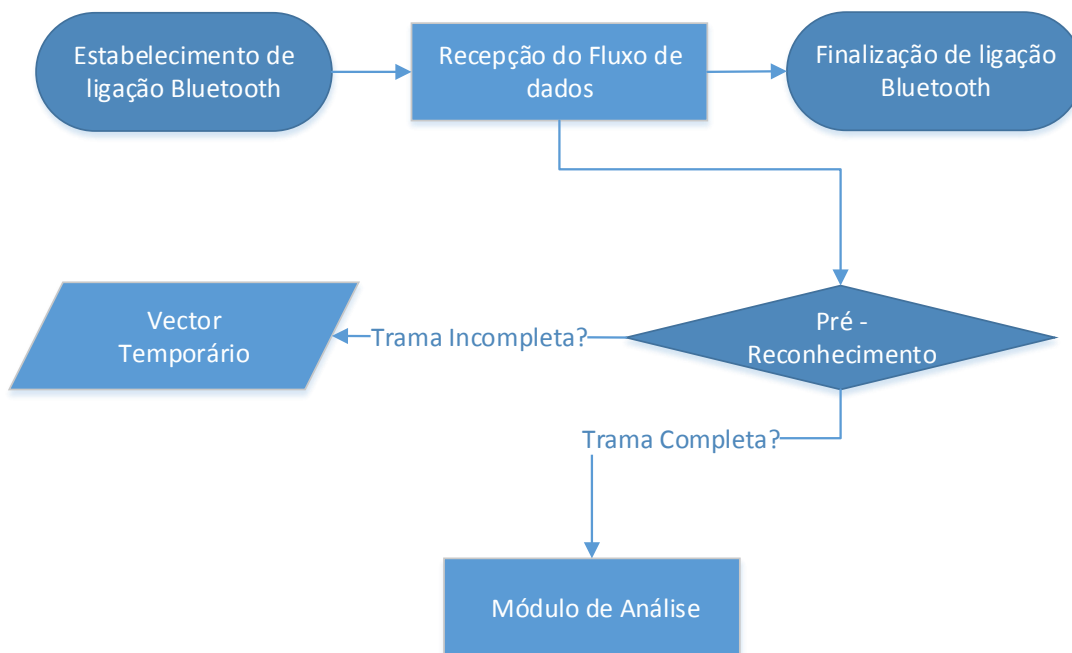 Estabelecimento de
ligação Bluetooth
Recepção do Fluxo de
dados
Finalização de ligação
Bluetooth
Vector
Temporário
Trama Incompleta?
Pré -
Reconhecimento
Trama Completa?
Módulo de Análise